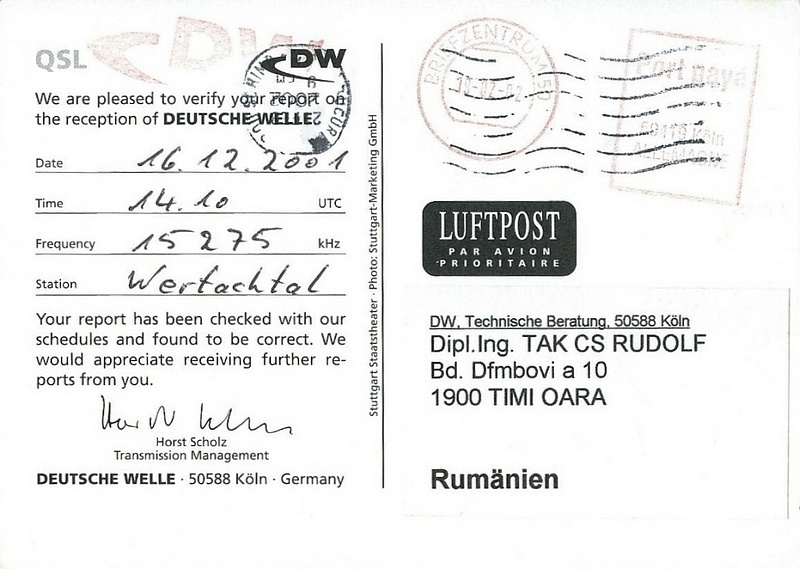 QSL
DW
We are pleased to verify your report on
the reception of DEUTSCHE WELLE.
Date 16.12.2001
Time 14.10 UTC
Frequency 15275 kHz
Station Wertachtal
Your report has been checked with our
schedules and found to be correct. We
would appreciate receiving further re-
ports from you.
Horst Scholz
Transmission Management
DEUTSCHE WELLE · 50588 Köln · Germany
Stuttgart Staatstheater · Photo: Stuttgart-Marketing GmbH
BRIEFZENTRUM 50
Port payé
ALLEMAGNE
LUFTPOST
PAR AVION
PRIORITAIRE
DW, Technische Beratung, 50588 Köln
Dipl.Ing. TAK CS RUDOLF
Bd. Dfmbovi a 10
1900 TIMI OARA
Rumänien